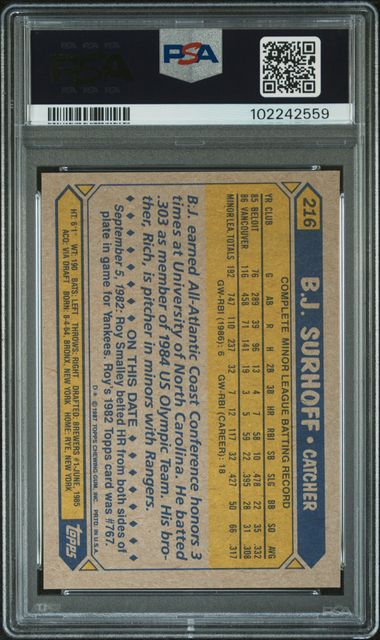 PSA
PSA
102242559
216 B.J. SURHOFF • CATCHER
COMPLETE MINOR LEAGUE BATTING RECORD
YR CLUB G AB R H 2B 3B HR RBI SB SLG BB SO AVG
85 BELOIT 76 289 39 96 13 4 7 58 10 .478 22 35 .332
86 VANCOUVER 116 458 71 141 19 3 5 59 22 .395 28 31 .308
MINOR LEA. TOTALS 192 747 110 237 32 7 12 117 32 .427 50 66 .317
GW-RBI (1986): 6 GW-RBI (CAREER): 18
B.J. earned All-Atlantic Coast Conference honors 3
times at University of North Carolina. He batted
.303 as member of 1984 US Olympic Team. His bro-
ther, Rich, is pitcher in minors with Rangers.
ON THIS DATE
September 5, 1982: Roy Smalley belted HR from both sides of
plate in game for Yankees. Roy's 1982 Topps card was #767.
D* © 1987 TOPPS CHEWING GUM, INC. PRTD. IN U.S.A.
HT: 6'1" WT: 190 BATS: LEFT THROWS: RIGHT DRAFTED: BREWERS #1-JUNE, 1985
ACQ: VIA DRAFT BORN: 8-4-64, BRONX, NEW YORK HOME: RYE, NEW YORK
Topps